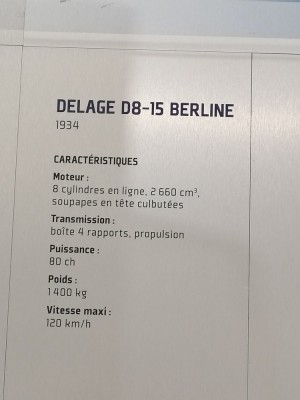 DELAGE D8-15 BERLINE
1934
CARACTÉRISTIQUES
Moteur :
8 cylindres en ligne, 2 660 cm³,
soupapes en tête culbutées
Transmission :
boîte 4 rapports, propulsion
Puissance :
80 ch
Poids :
1 400 kg
Vitesse maxi :
120 km/h